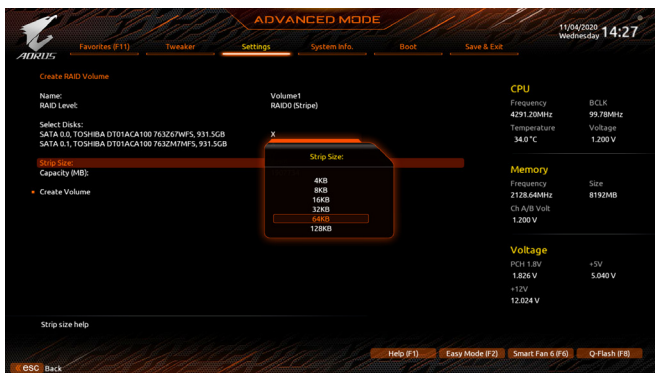 ADVANCED MODE
11/04/2020 Wednesday 14:27
AORUS
Favorites (F11) Tweaker Settings System Info. Boot Save & Exit
Create RAID Volume
Name: Volume1
RAID Level: RAID0 (Stripe)
Select Disks:
SATA 0.0, TOSHIBA DT01ACA100 763Z67WFS, 931.5GB X
SATA 0.1, TOSHIBA DT01ACA100 763ZM7MFS, 931.5GB
Strip Size:
Capacity (MB):
Create Volume
Strip Size:
4KB
8KB
16KB
32KB
64KB
128KB
CPU
Frequency BCLK
4291.20MHz 99.78MHz
Temperature Voltage
34.0 °C 1.200 V
Memory
Frequency Size
2128.64MHz 8192MB
Ch A/B Volt
1.200 V
Voltage
PCH 1.8V +5V
1.826 V 5.040 V
+12V
12.024 V
Strip size help
Help (F1) Easy Mode (F2) Smart Fan 6 (F6) Q-Flash (F8)
esc Back